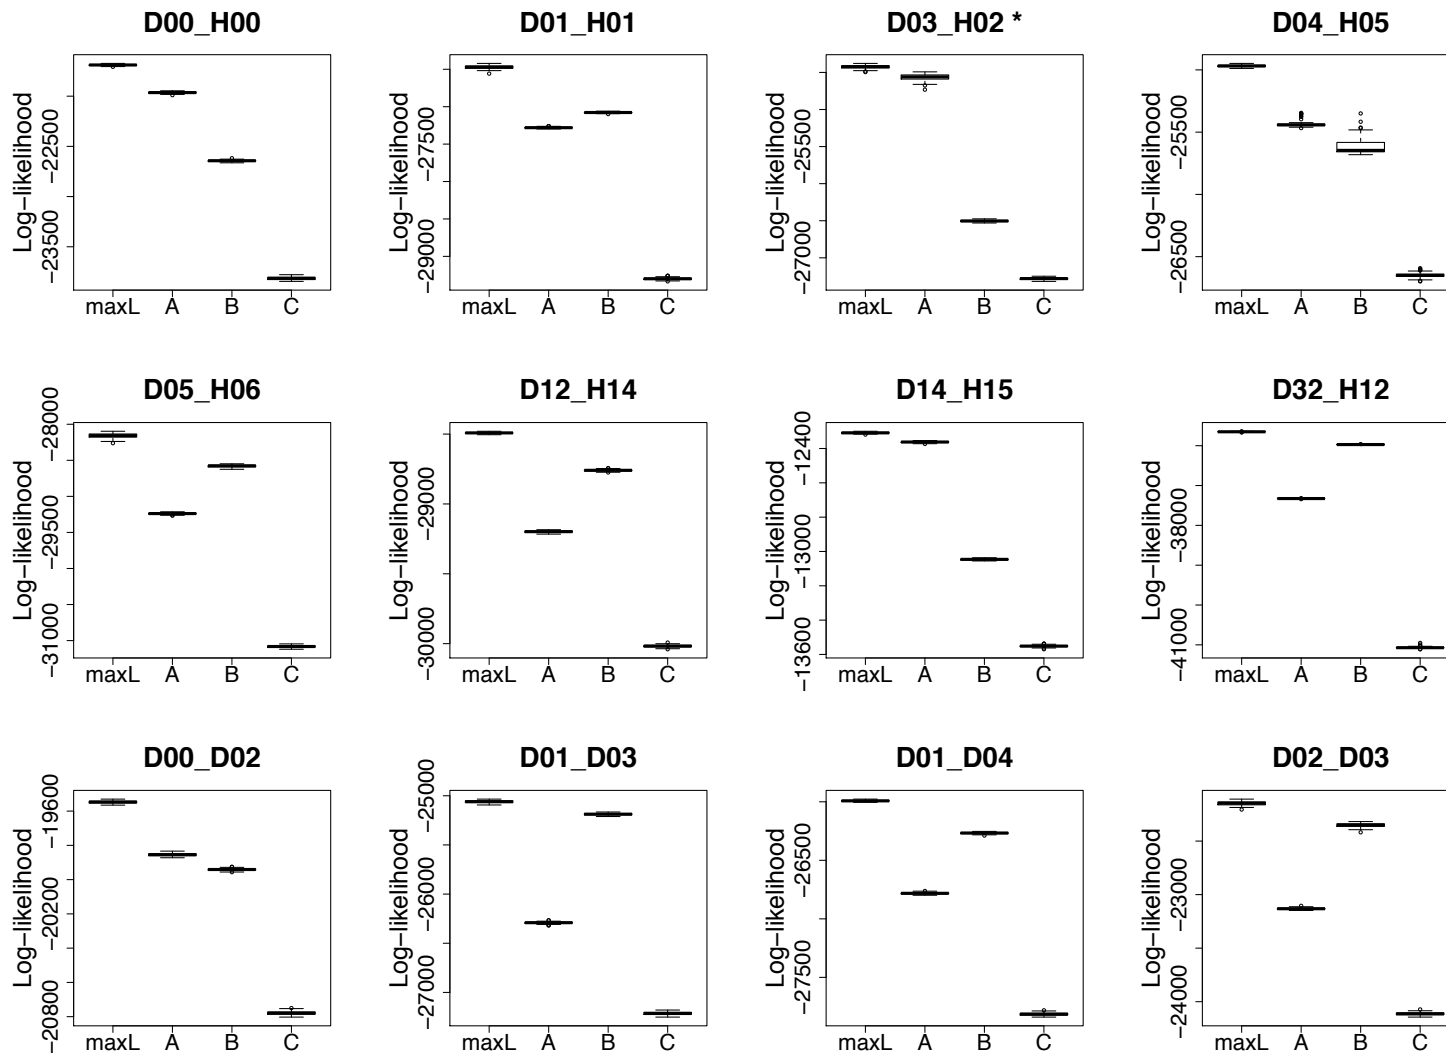 D00_H00
Log−likelihood
−22500
−23500
maxL A B C
D01_H01
Log−likelihood
−27500
−29000
maxL A B C
D03_H02 *
Log−likelihood
−25500
−27000
maxL A B C
D04_H05
Log−likelihood
−25500
−26500
maxL A B C
D05_H06
Log−likelihood
−28000
−29500
−31000
maxL A B C
D12_H14
Log−likelihood
−29000
−30000
maxL A B C
D14_H15
Log−likelihood
−12400
−13000
−13600
maxL A B C
D32_H12
Log−likelihood
−38000
−41000
maxL A B C
D00_D02
Log−likelihood
−19600
−20200
−20800
maxL A B C
D01_D03
Log−likelihood
−25000
−26000
−27000
maxL A B C
D01_D04
Log−likelihood
−26500
−27500
maxL A B C
D02_D03
Log−likelihood
−23000
−24000
maxL A B C